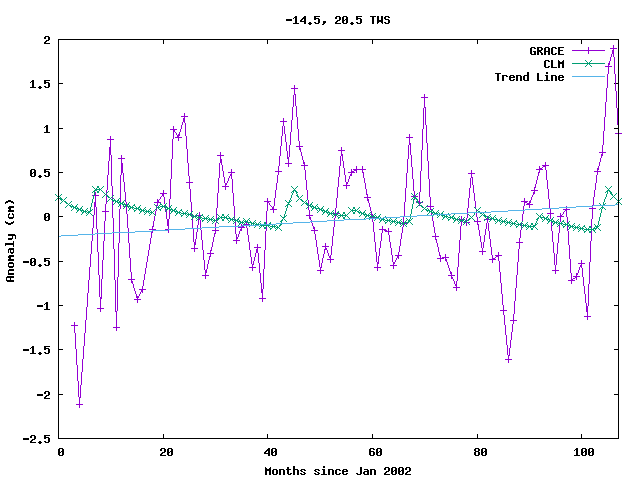 -14.5, 20.5 TWS
GRACE
CLM
Trend Line
2
1.5
1
0.5
0
-0.5
-1
-1.5
-2
-2.5
Anomaly (cm)
0 20 40 60 80 100
Months since Jan 2002